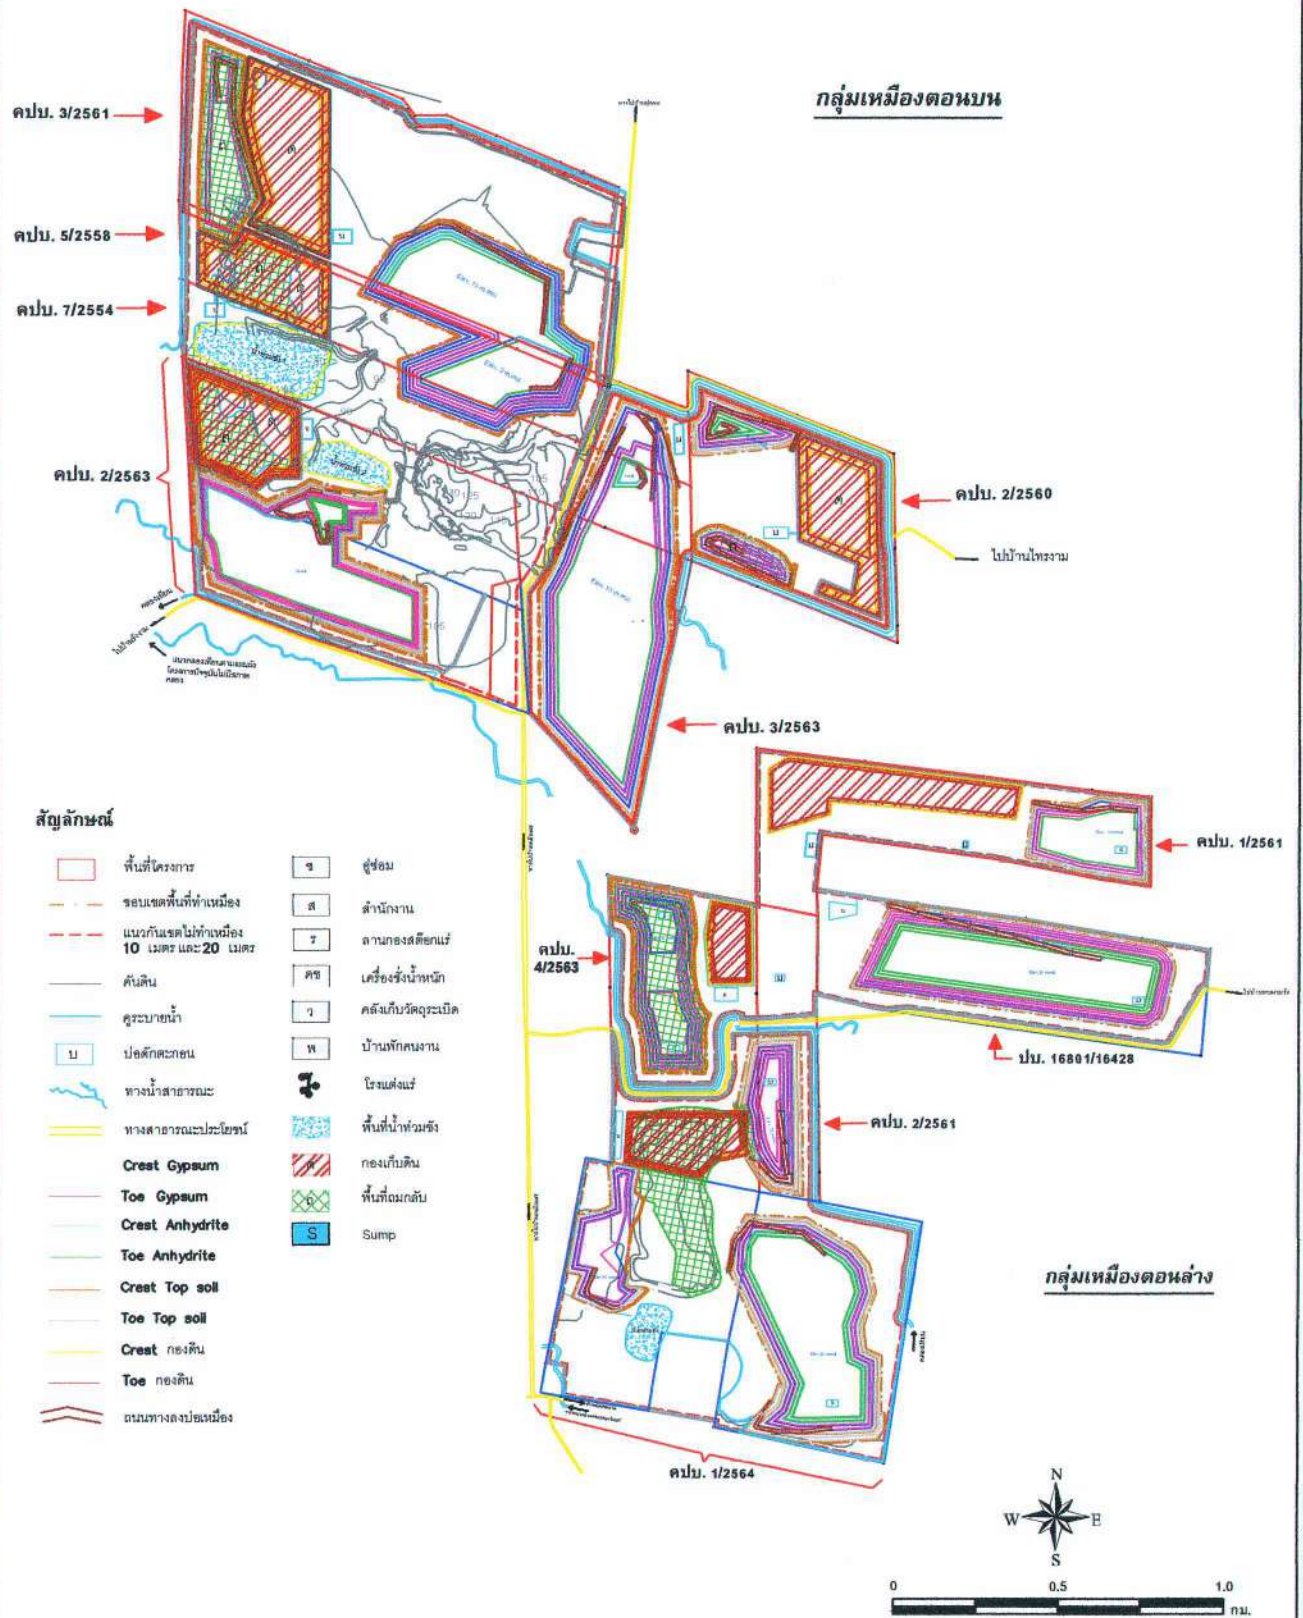 กลุ่มเหมืองตอนบน
คปบ. 3/2561
คปบ. 5/2558
คปบ. 7/2554
คปบ. 2/2563
คปบ. 2/2560
ไปบ้านไทรงาม
คปบ. 3/2563
คปบ. 1/2561
คปบ.
4/2563
ปบ. 16801/16428
คปบ. 2/2561
กลุ่มเหมืองตอนล่าง
คปบ. 1/2564
สัญลักษณ์
พื้นที่โครงการ
ขอบเขตพื้นที่ทำเหมือง
แนวกันเขตไม่ทำเหมือง
10 เมตร และ 20 เมตร
คันดิน
คูระบายน้ำ
บ บ่อดักตะกอน
ทางน้ำสาธารณะ
ทางสาธารณะประโยชน์
Crest Gypsum
Toe Gypsum
Crest Anhydrite
Toe Anhydrite
Crest Top soil
Toe Top soil
Crest กองดิน
Toe กองดิน
ถนนทางลงบ่อเหมือง
ซ อู่ซ่อม
ส สำนักงาน
ร ลานกองสต๊อกแร่
คช เครื่องชั่งน้ำหนัก
ว คลังเก็บวัตถุระเบิด
พ บ้านพักคนงาน
โรงแต่งแร่
พื้นที่น้ำท่วมขัง
ด กองเก็บดิน
ถ พื้นที่ถมกลับ
S Sump
N
W E
S
0 0.5 1.0
กม.